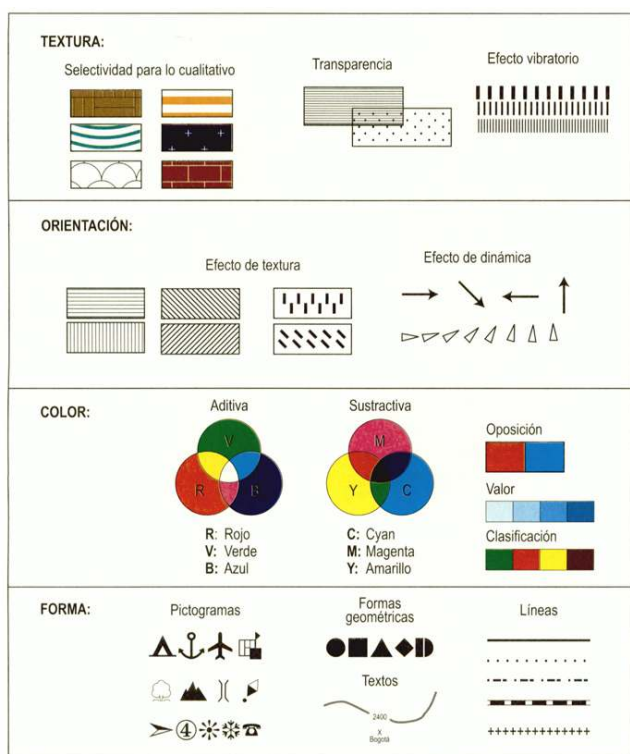 TEXTURA:
Selectividad para lo cualitativo
Transparencia
Efecto vibratorio
ORIENTACIÓN:
Efecto de textura
Efecto de dinámica
COLOR:
Aditiva
Sustractiva
V
R
B
M
Y
C
R: Rojo
V: Verde
B: Azul
C: Cyan
M: Magenta
Y: Amarillo
Oposición
Valor
Clasificación
FORMA:
Pictogramas
Formas
geométricas
Líneas
4
Textos
2400
X
Bogotá